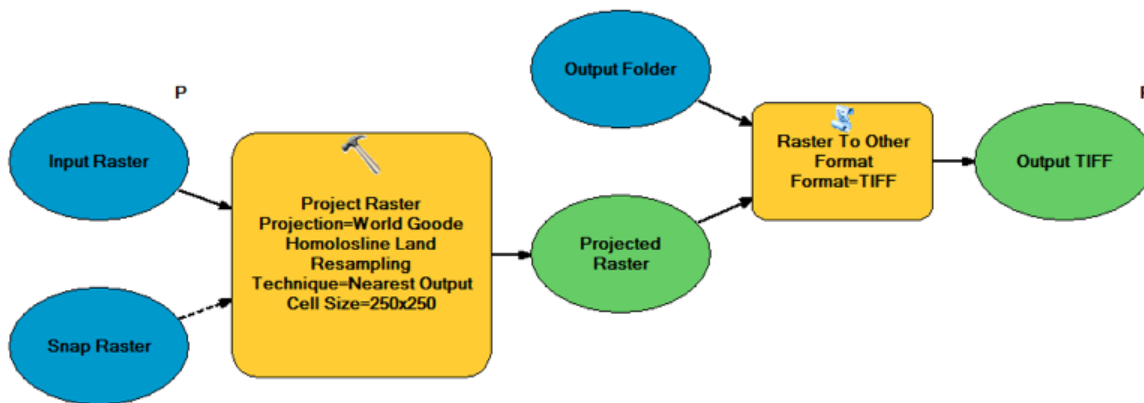 P
Input Raster
Snap Raster
Project Raster
Projection=World Goode
Homolosline Land
Resampling
Technique=Nearest Output
Cell Size=250x250
Output Folder
Projected
Raster
Raster To Other
Format
Format=TIFF
Output TIFF